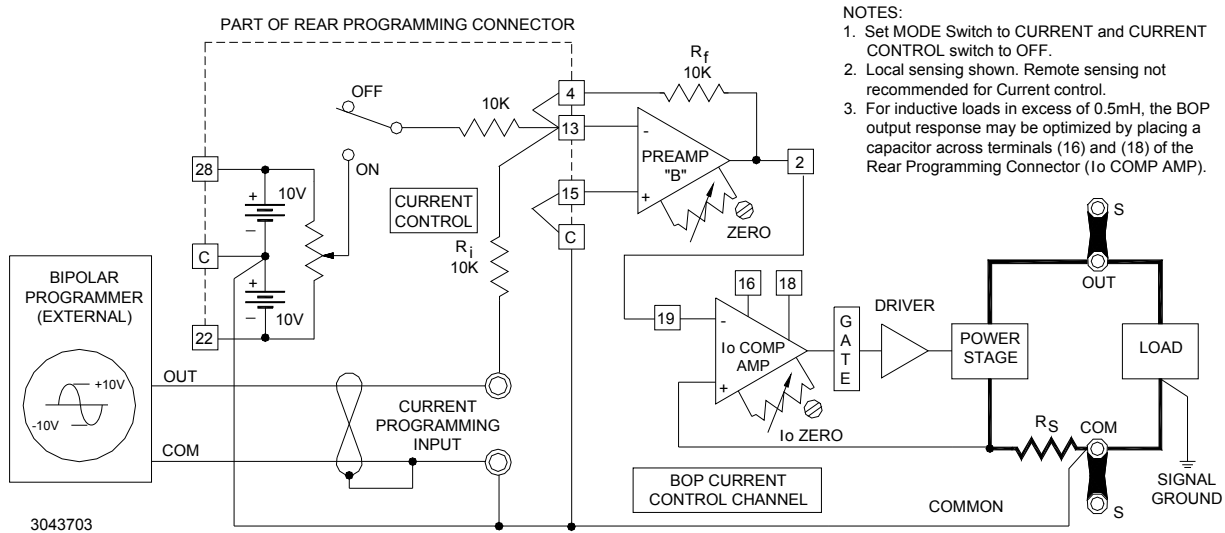 PART OF REAR PROGRAMMING CONNECTOR
NOTES:
1. Set MODE Switch to CURRENT and CURRENT
CONTROL switch to OFF.
2. Local sensing shown. Remote sensing not
recommended for Current control.
3. For inductive loads in excess of 0.5mH, the BOP
output response may be optimized by placing a
capacitor across terminals (16) and (18) of the
Rear Programming Connector (Io COMP AMP).
OFF
10K
ON
28
+
10V
–
C
+
10V
–
22
CURRENT
CONTROL
Ri
10K
4
13
15
C
Rf
10K
-
PREAMP
"B"
+
ZERO
2
BIPOLAR
PROGRAMMER
(EXTERNAL)
+10V
-10V
OUT
COM
CURRENT
PROGRAMMING
INPUT
19
16
18
-
Io COMP
AMP
+
Io ZERO
GATE
DRIVER
POWER
STAGE
S
OUT
LOAD
RS
COM
S
SIGNAL
GROUND
BOP CURRENT
CONTROL CHANNEL
COMMON
3043703